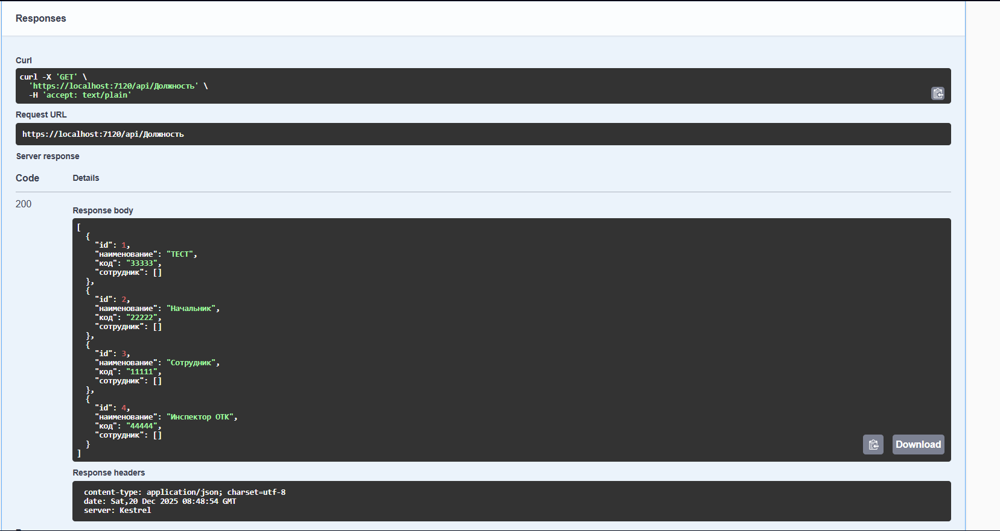 Responses
Curl
curl -X 'GET' \
  'https://localhost:7120/api/Должность' \
  -H 'accept: text/plain'
Request URL
https://localhost:7120/api/Должность
Server response
Code Details
200
Response body
[
  {
    "id": 1,
    "наименование": "ТЕСТ",
    "код": "33333",
    "сотрудник": []
  },
  {
    "id": 2,
    "наименование": "Начальник",
    "код": "22222",
    "сотрудник": []
  },
  {
    "id": 3,
    "наименование": "Сотрудник",
    "код": "11111",
    "сотрудник": []
  },
  {
    "id": 4,
    "наименование": "Инспектор ОТК",
    "код": "44444",
    "сотрудник": []
  }
]
Download
Response headers
content-type: application/json; charset=utf-8
date: Sat,20 Dec 2025 08:48:54 GMT
server: Kestrel